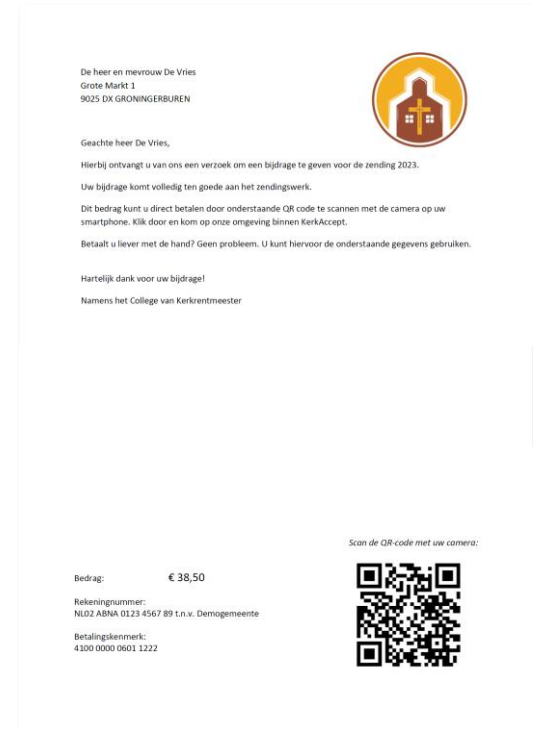 De heer en mevrouw De Vries
Grote Markt 1
9025 DX GRONINGERBUREN
Geachte heer De Vries,
Hierbij ontvangt u van ons een verzoek om een bijdrage te geven voor de zending 2023.
Uw bijdrage komt volledig ten goede aan het zendingswerk.
Dit bedrag kunt u direct betalen door onderstaande QR code te scannen met de camera op uw
smartphone. Klik door en kom op onze omgeving binnen KerkAccept.
Betaalt u liever met de hand? Geen probleem. U kunt hiervoor de onderstaande gegevens gebruiken.
Hartelijk dank voor uw bijdrage!
Namens het College van Kerkrentmeester
Scan de QR-code met uw camera:
Bedrag: € 38,50
Rekeningnummer:
NL02 ABNA 0123 4567 89 t.n.v. Demogemeente
Betalingskenmerk:
4100 0000 0601 1222